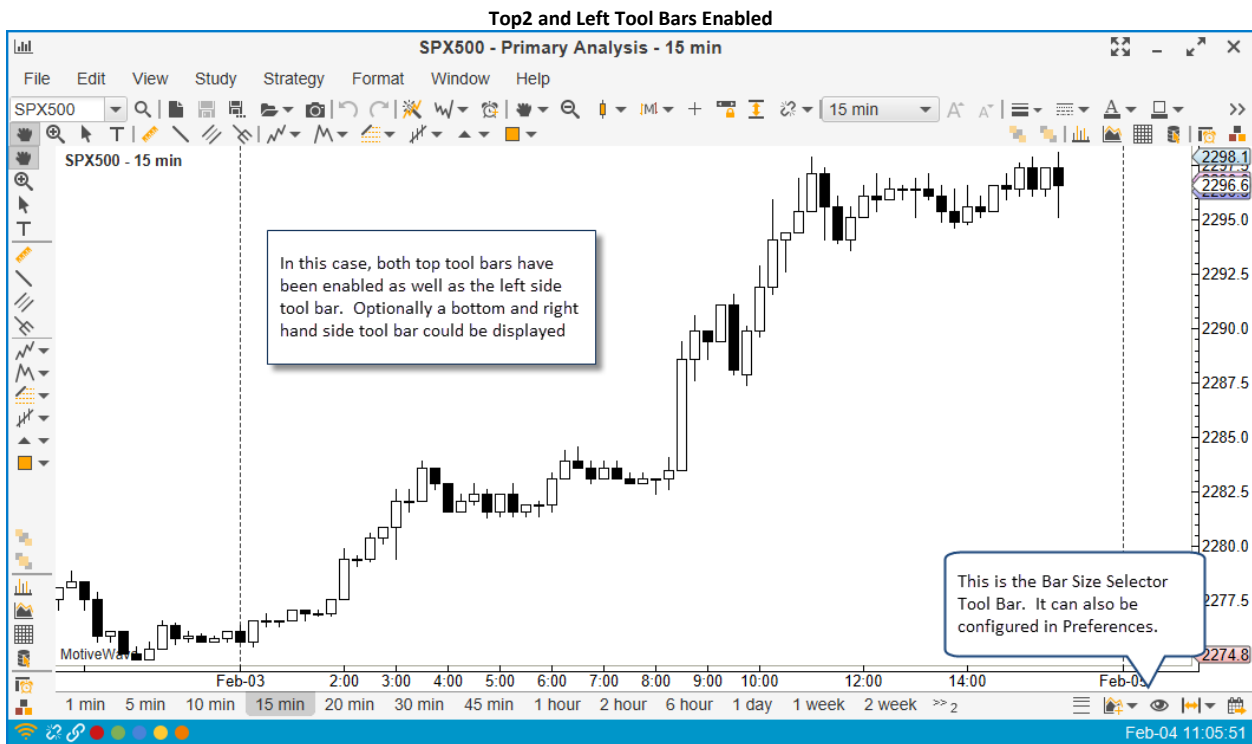 Top2 and Left Tool Bars Enabled
SPX500 - Primary Analysis - 15 min
File Edit View Study Strategy Format Window Help
SPX500 15 min
SPX500 - 15 min
2298.1
2296.6
2295.0
In this case, both top tool bars have
been enabled as well as the left side
tool bar. Optionally a bottom and right
hand side tool bar could be displayed
2292.5
2290.0
2287.5
2285.0
2282.5
2280.0
This is the Bar Size Selector
Tool Bar. It can also be
configured in Preferences.
2277.5
2274.8
Feb-03 2:00 3:00 4:00 5:00 6:00 7:00 8:00 9:00 10:00 12:00 14:00
1 min 5 min 10 min 15 min 20 min 30 min 45 min 1 hour 2 hour 6 hour 1 day 1 week 2 week >> 2
Feb-04 11:05:51